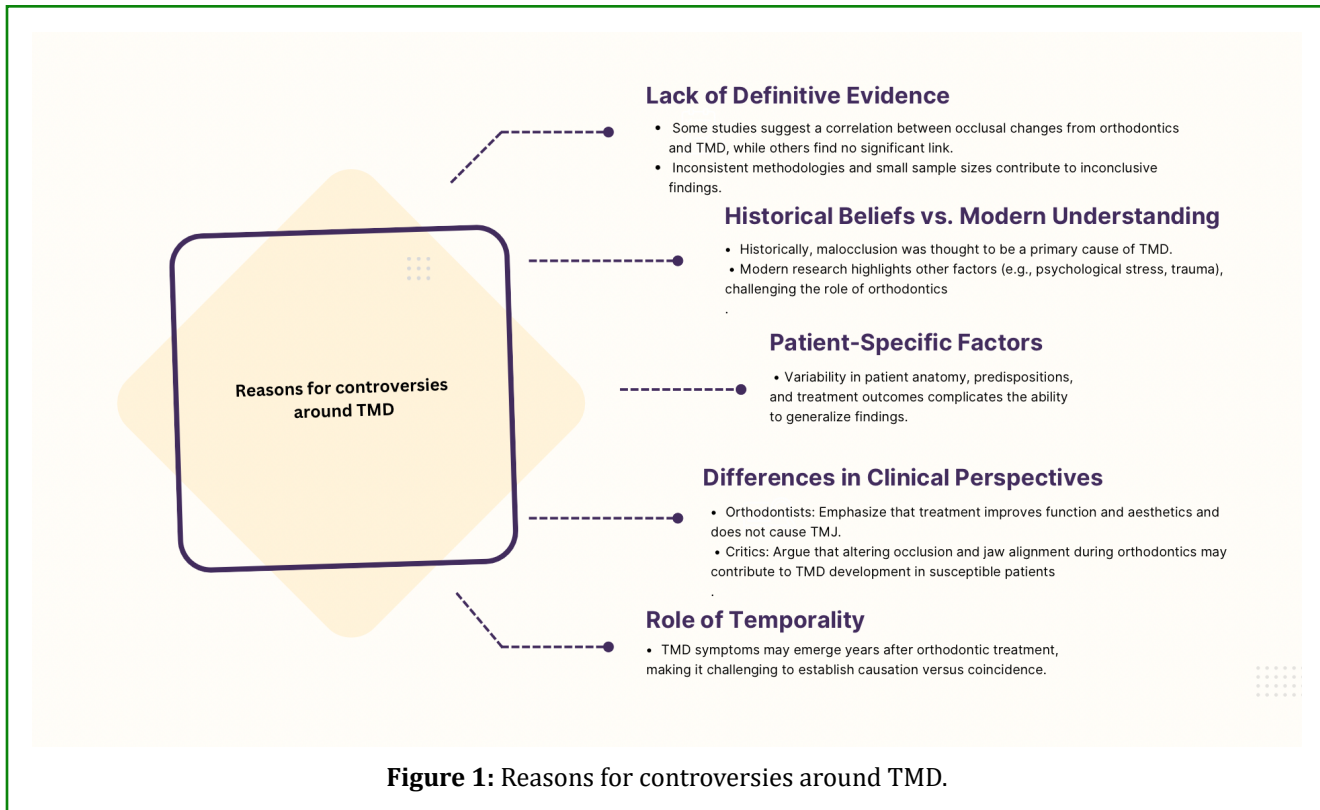 Lack of Definitive Evidence
• Some studies suggest a correlation between occlusal changes from orthodontics
and TMD, while others find no significant link.
• Inconsistent methodologies and small sample sizes contribute to inconclusive
findings.
Historical Beliefs vs. Modern Understanding
• Historically, malocclusion was thought to be a primary cause of TMD.
• Modern research highlights other factors (e.g., psychological stress, trauma),
challenging the role of orthodontics
.
Patient-Specific Factors
• Variability in patient anatomy, predispositions,
and treatment outcomes complicates the ability
to generalize findings.
Reasons for controversies
around TMD
Differences in Clinical Perspectives
• Orthodontists: Emphasize that treatment improves function and aesthetics and
does not cause TMJ.
• Critics: Argue that altering occlusion and jaw alignment during orthodontics may
contribute to TMD development in susceptible patients
.
Role of Temporality
• TMD symptoms may emerge years after orthodontic treatment,
making it challenging to establish causation versus coincidence.
Figure 1: Reasons for controversies around TMD.